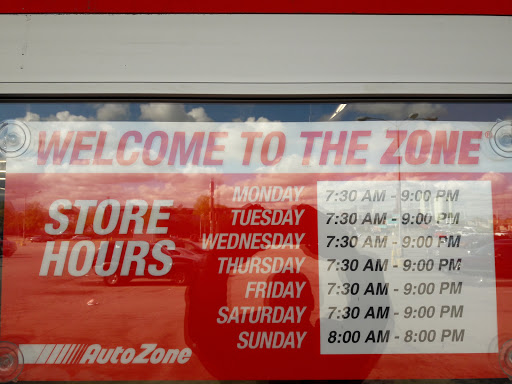 WELCOME TO THE ZONE®
STORE HOURS
MONDAY 7:30 AM - 9:00 PM
TUESDAY 7:30 AM - 9:00 PM
WEDNESDAY 7:30 AM - 9:00 PM
THURSDAY 7:30 AM - 9:00 PM
FRIDAY 7:30 AM - 9:00 PM
SATURDAY 7:30 AM - 9:00 PM
SUNDAY 8:00 AM - 8:00 PM
AutoZone